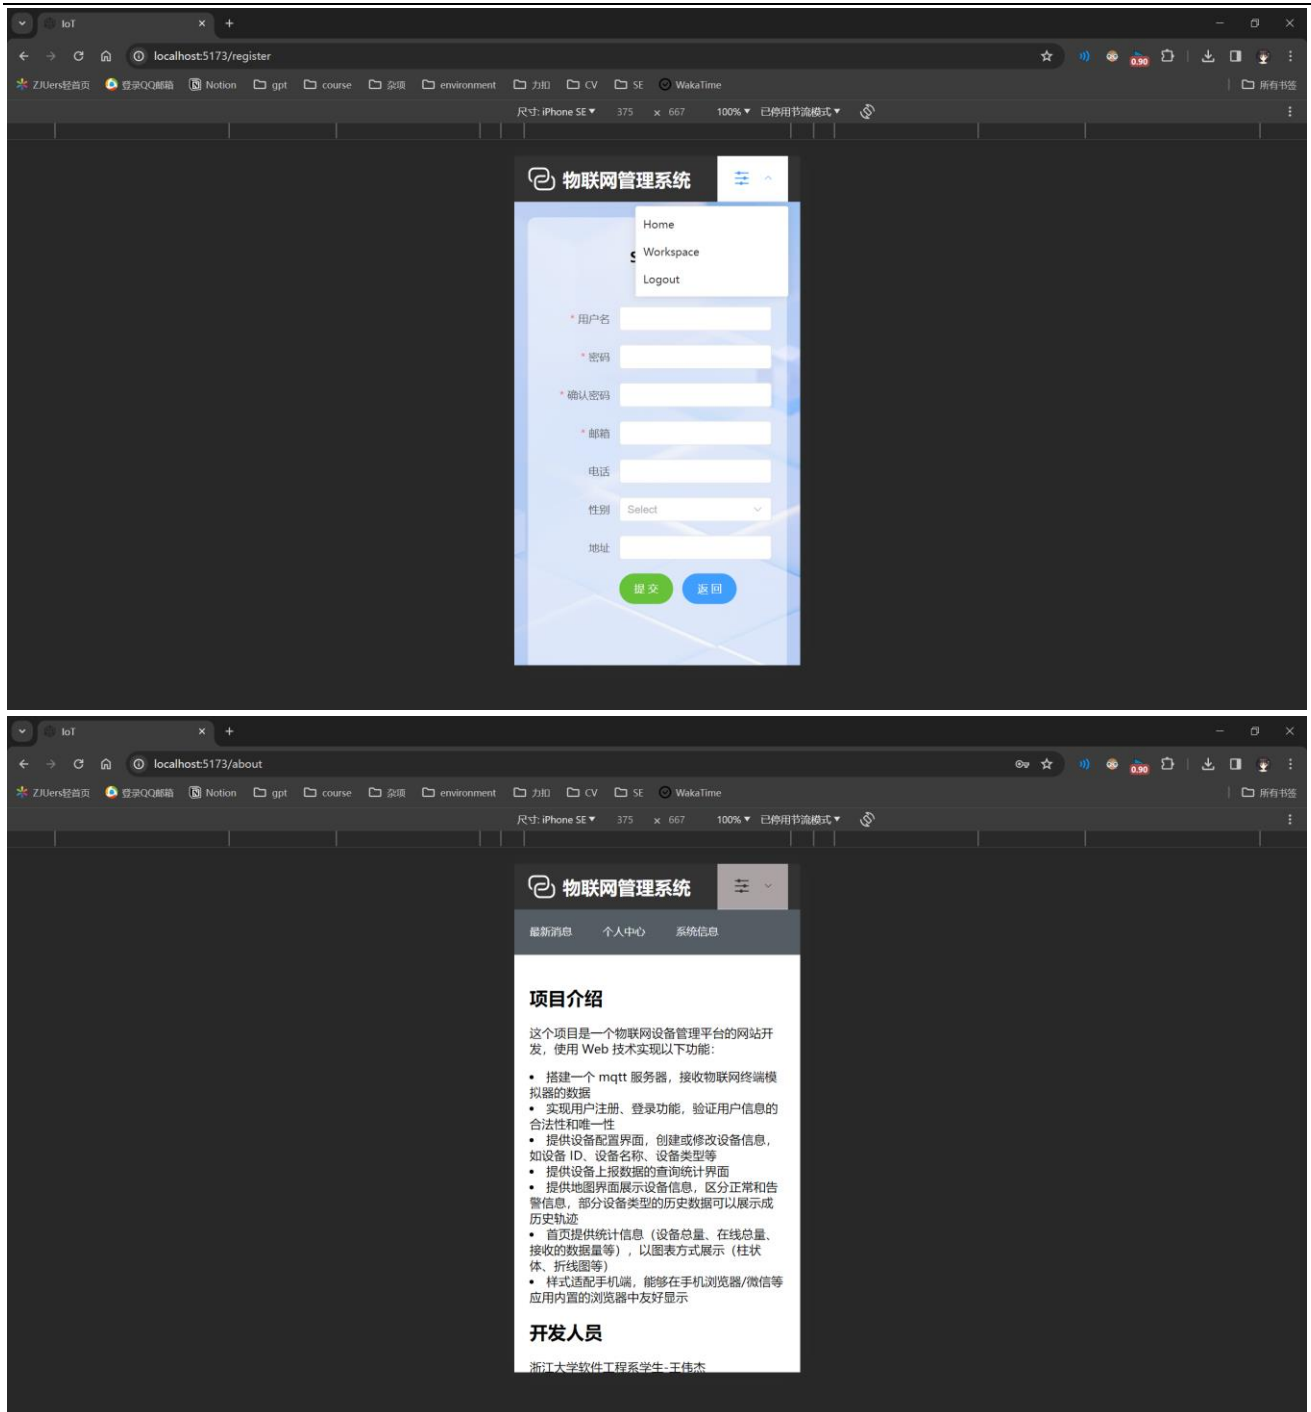 IoT
localhost:5173/register
0.90
ZJUers轻首页 登录QQ邮箱 Notion gpt course 杂项 environment 力扣 CV SE WakaTime 所有书签
尺寸: iPhone SE 375 × 667 100% 已停用节流模式
物联网管理系统
Home
Workspace
Logout
* 用户名
* 密码
* 确认密码
* 邮箱
电话
性别 Select
地址
提交 返回
IoT
localhost:5173/about
0.90
ZJUers轻首页 登录QQ邮箱 Notion gpt course 杂项 environment 力扣 CV SE WakaTime 所有书签
尺寸: iPhone SE 375 × 667 100% 已停用节流模式
物联网管理系统
最新消息 个人中心 系统信息
项目介绍
这个项目是一个物联网设备管理平台的网站开
发，使用 Web 技术实现以下功能：
• 搭建一个 mqtt 服务器，接收物联网终端模
拟器的数据
• 实现用户注册、登录功能，验证用户信息的
合法性和唯一性
• 提供设备配置界面，创建或修改设备信息，
如设备 ID、设备名称、设备类型等
• 提供设备上报数据的查询统计界面
• 提供地图界面展示设备信息，区分正常和告
警信息，部分设备类型的历史数据可以展示成
历史轨迹
• 首页提供统计信息（设备总量、在线总量、
接收的数据量等），以图表方式展示（柱状
体、折线图等）
• 样式适配手机端，能够在手机浏览器/微信等
应用内置的浏览器中友好显示
开发人员
浙江大学软件工程系学生-王伟杰